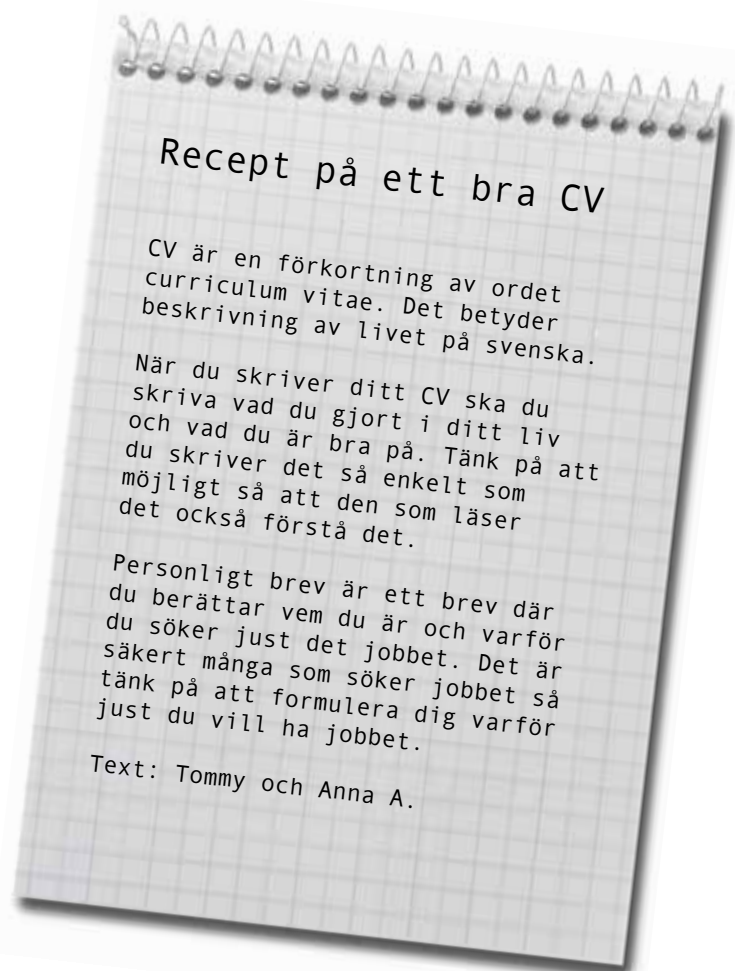 Recept på ett bra CV
CV är en förkortning av ordet
curriculum vitae. Det betyder
beskrivning av livet på svenska.
När du skriver ditt CV ska du
skriva vad du gjort i ditt liv
och vad du är bra på. Tänk på att
du skriver det så enkelt som
möjligt så att den som läser
det också förstå det.
Personligt brev är ett brev där
du berättar vem du är och varför
du söker just det jobbet. Det är
säkert många som söker jobbet så
tänk på att formulera dig varför
just du vill ha jobbet.
Text: Tommy och Anna A.